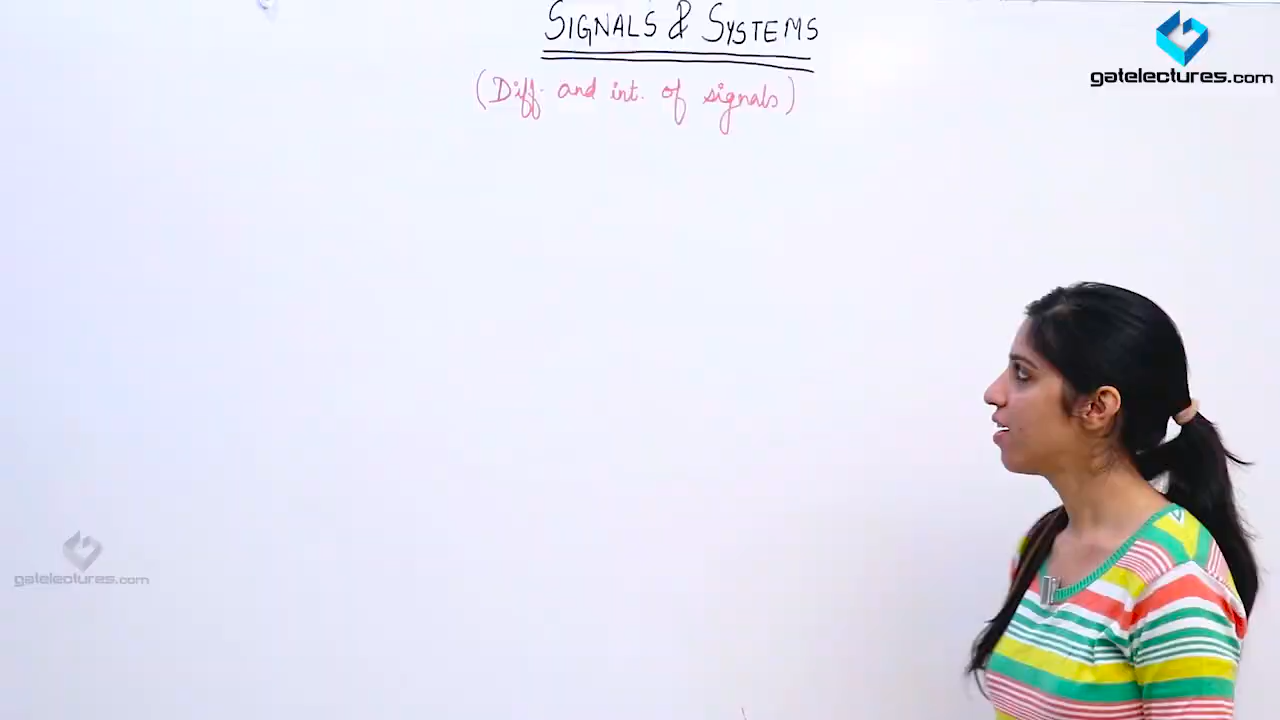 SIGNALS & SYSTEMS
(Diff. and int. of signals)
gatelectures.com
gatelectures.com